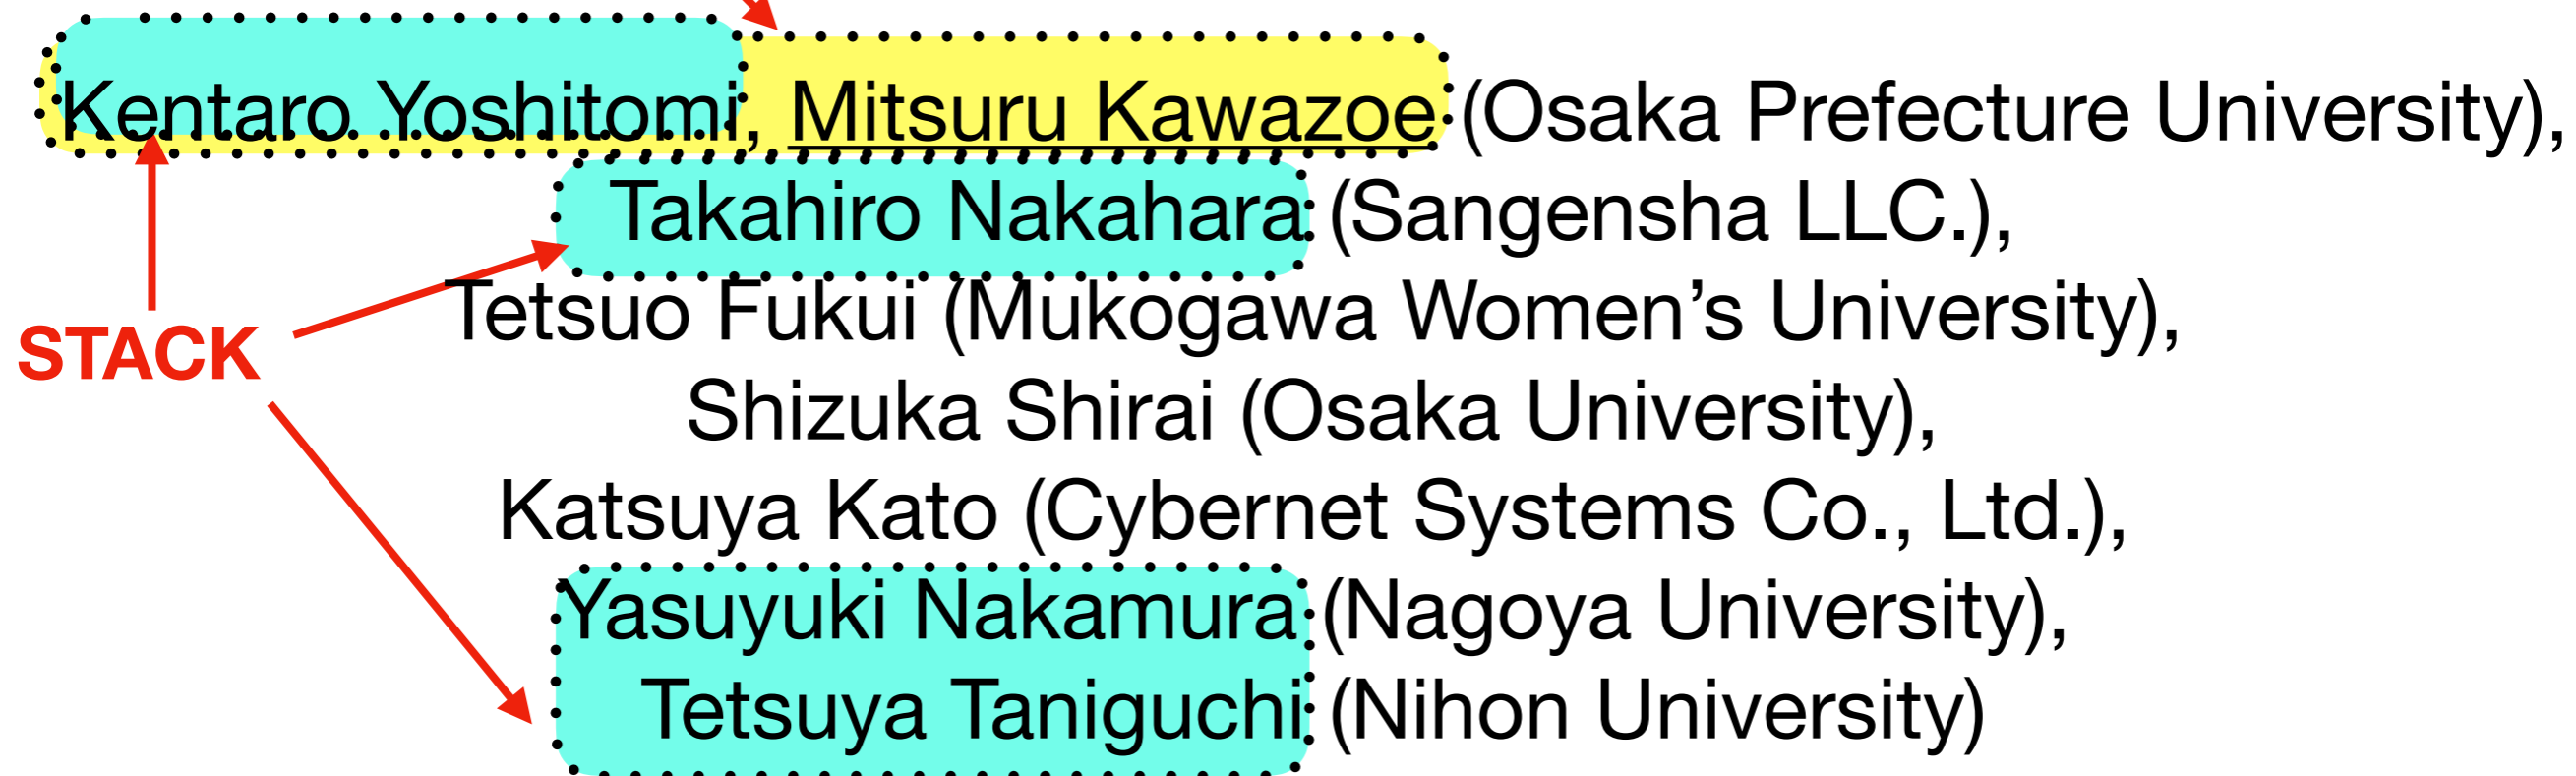 Kentaro Yoshitomi, Mitsuru Kawazoe (Osaka Prefecture University),
Takahiro Nakahara (Sangensha LLC.),
Tetsuo Fukui (Mukogawa Women’s University),
STACK
Shizuka Shirai (Osaka University),
Katsuya Kato (Cybernet Systems Co., Ltd.),
Yasuyuki Nakamura (Nagoya University),
Tetsuya Taniguchi (Nihon University)